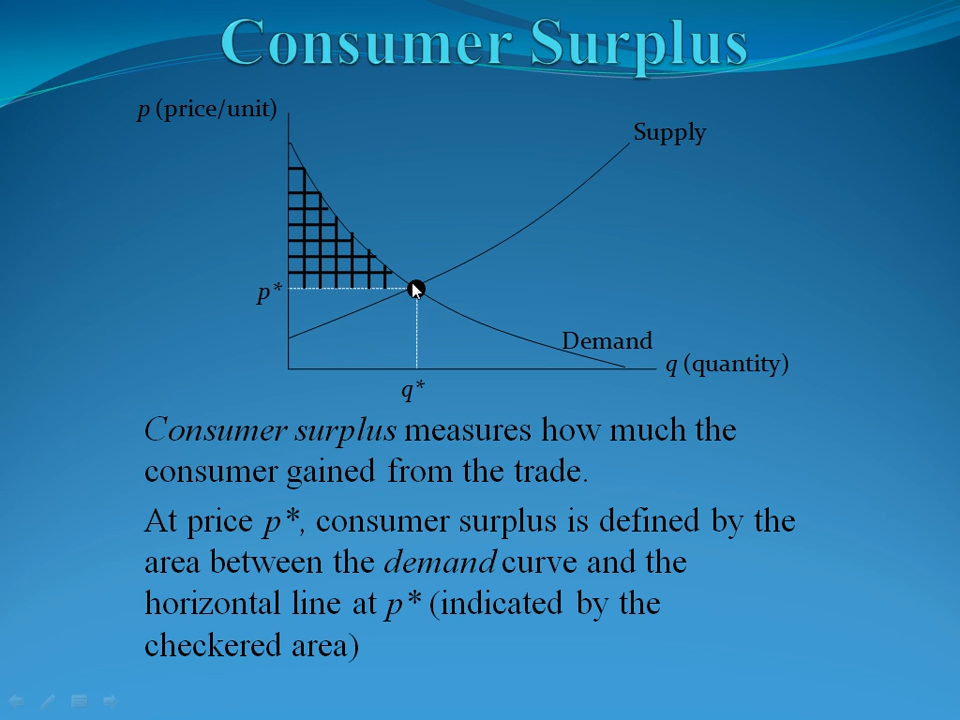 Consumer Surplus
p (price/unit)
Supply
p*
Demand
q (quantity)
q*
Consumer surplus measures how much the
consumer gained from the trade.
At price p*, consumer surplus is defined by the
area between the demand curve and the
horizontal line at p* (indicated by the
checkered area)